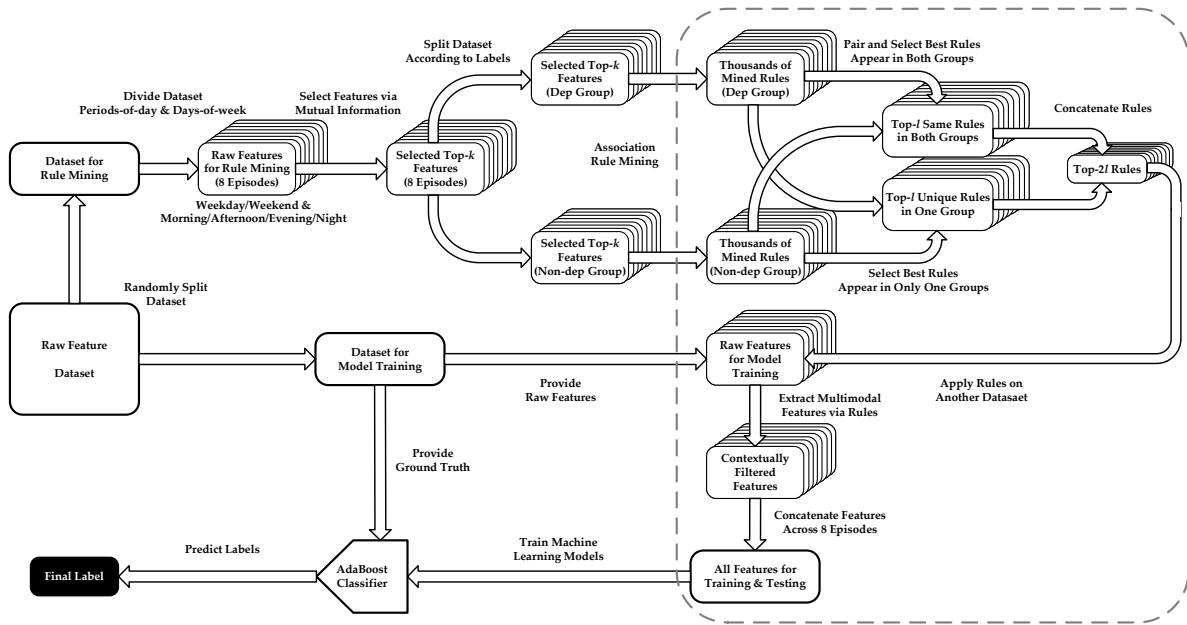 Split Dataset
According to Labels
Selected Top-k
Features
(Dep Group)
Thousands of
Mined Rules
(Dep Group)
Pair and Select Best Rules
Appear in Both Groups
Divide Dataset
Periods-of-day & Days-of-week
Select Features via
Mutual Information
Top-l Same Rules
in Both Groups
Concatenate Rules
Dataset for
Rule Mining
Raw Features
for Rule Mining
(8 Episodes)
Selected Top-k
Features
(8 Episodes)
Association
Rule Mining
Top-2l Rules
Weekday/Weekend &
Morning/Afternoon/Evening/Night
Top-l Unique Rules
in One Group
Selected Top-k
Features
(Non-dep Group)
Thousands of
Mined Rules
(Non-dep Group)
Select Best Rules
Appear in Only One Groups
Randomly Split
Dataset
Raw Feature
Dataset
Dataset for
Model Training
Provide
Raw Features
Raw Features
for Model
Training
Apply Rules on
Another Datasaet
Extract Multimodal
Features via Rules
Provide
Ground Truth
Contextually
Filtered
Features
Concatenate Features
Across 8 Episodes
Predict Labels
Train Machine
Learning Models
Final Label
AdaBoost
Classifier
All Features for
Training & Testing